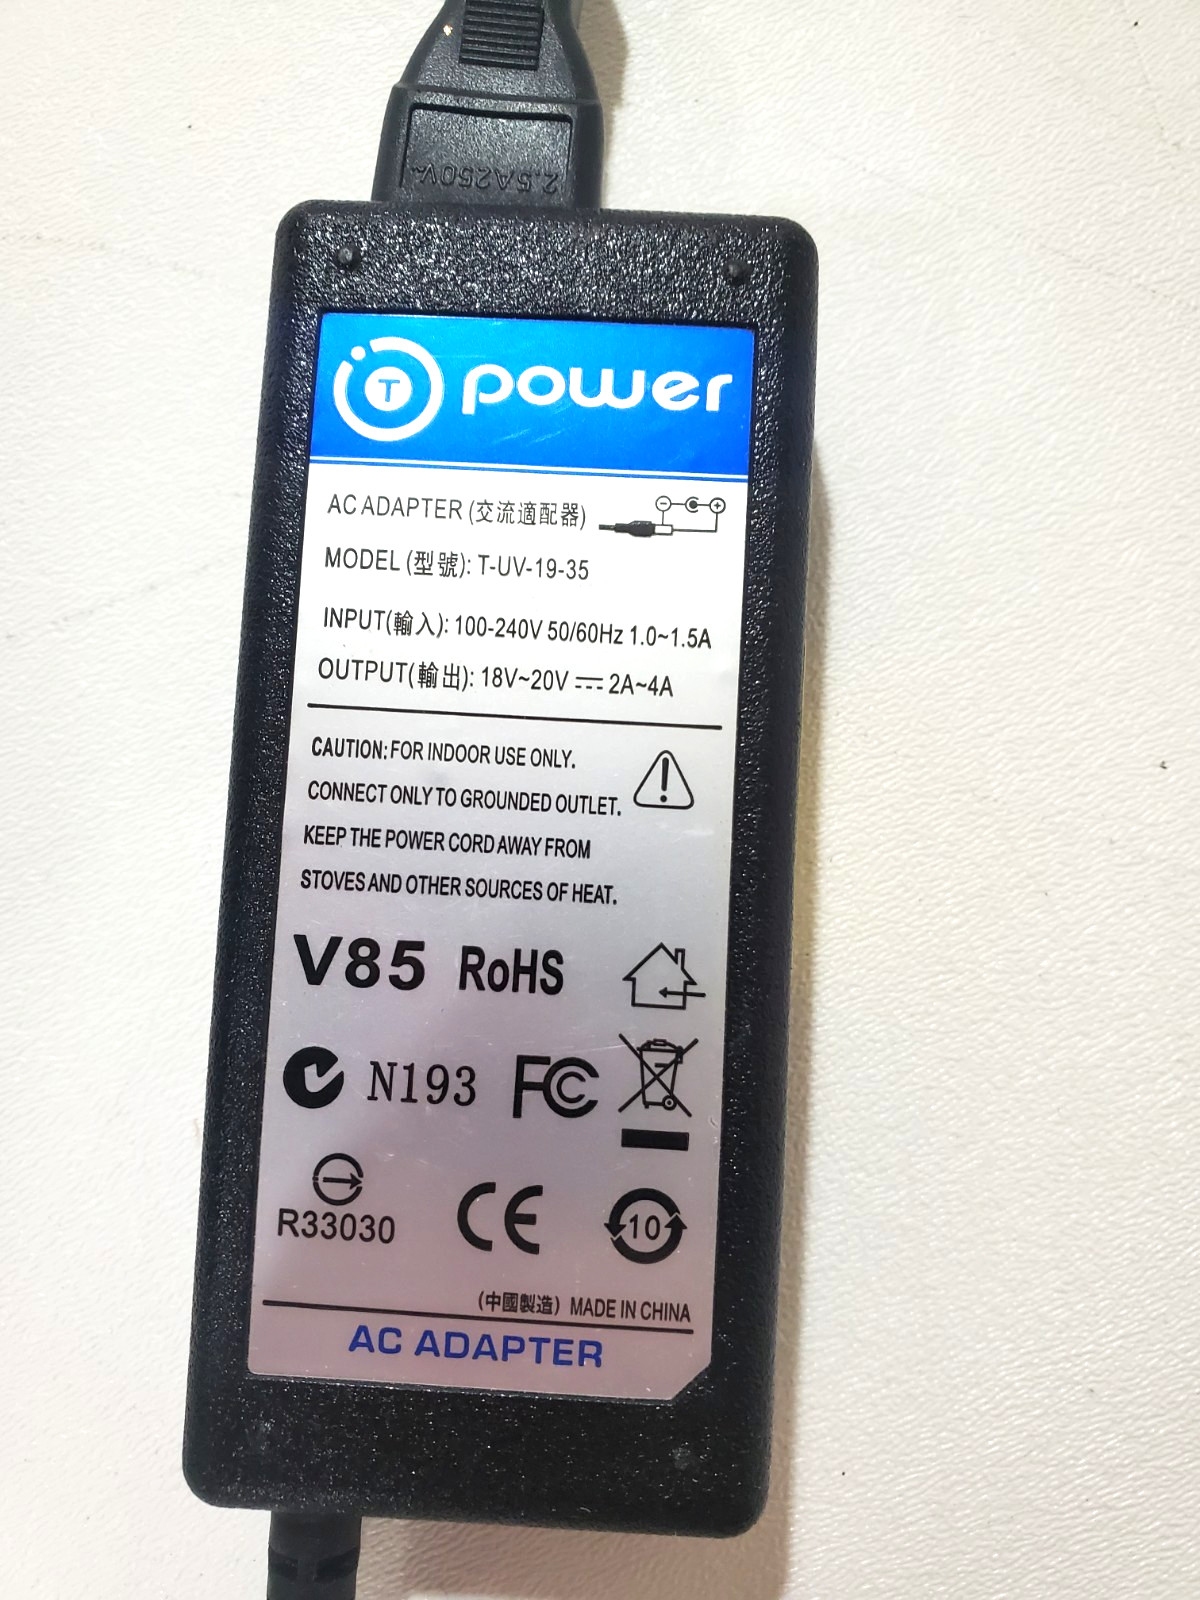 2.5A250V~
T power
AC ADAPTER (交流適配器)
MODEL (型號): T-UV-19-35
INPUT(輸入): 100-240V 50/60Hz 1.0~1.5A
OUTPUT(輸出): 18V~20V ⎓ 2A~4A
CAUTION: FOR INDOOR USE ONLY.
CONNECT ONLY TO GROUNDED OUTLET.
KEEP THE POWER CORD AWAY FROM
STOVES AND OTHER SOURCES OF HEAT.
V85 RoHS
N193 FC
R33030 CE 10
(中國製造) MADE IN CHINA
AC ADAPTER